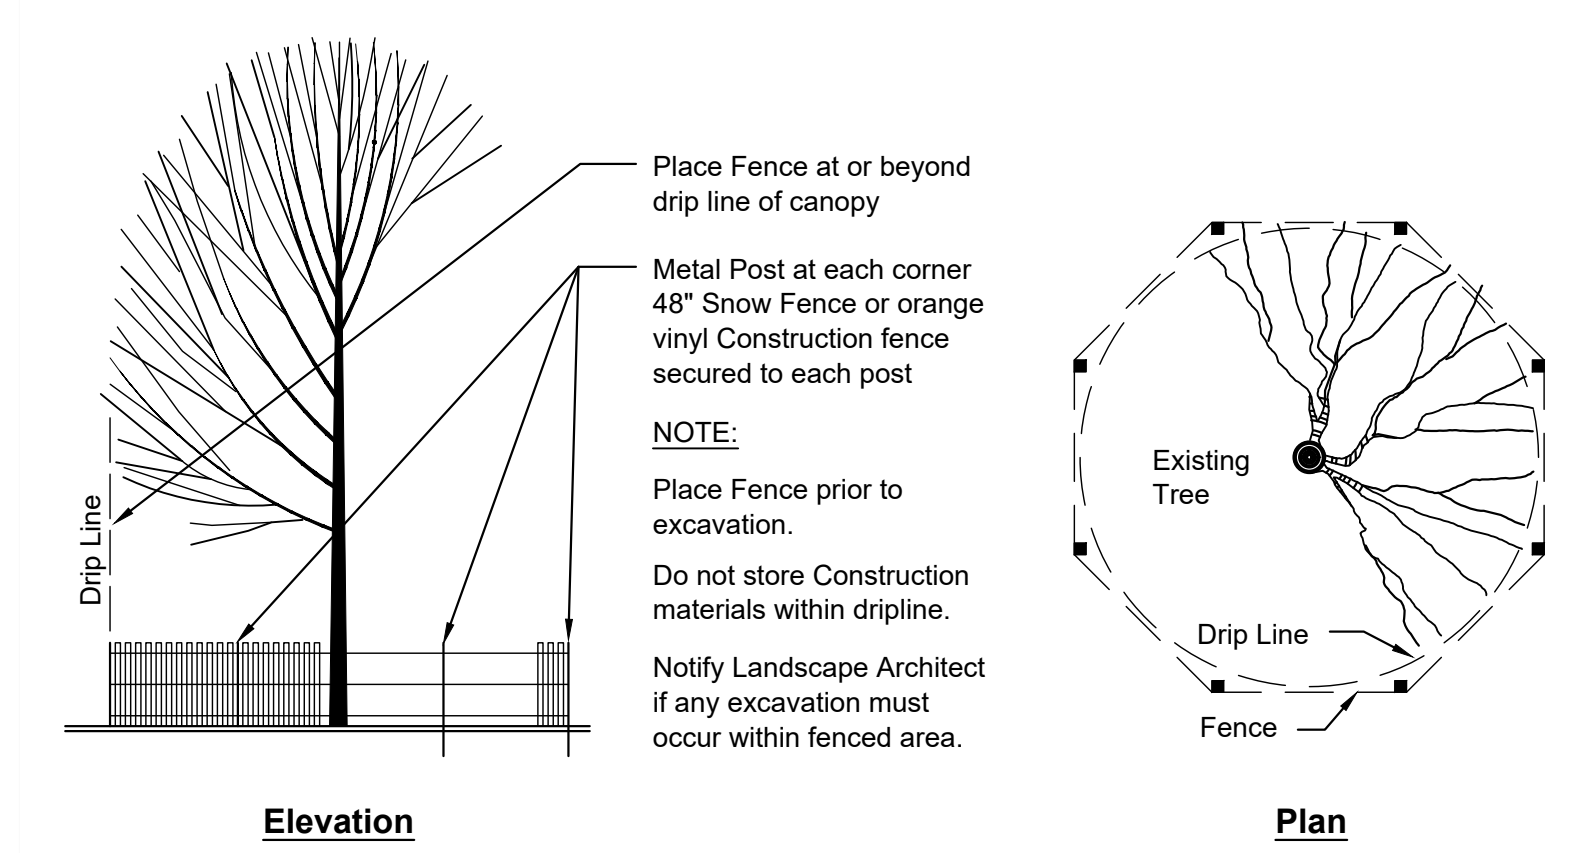 Place Fence at or beyond
drip line of canopy
Metal Post at each corner
48" Snow Fence or orange
vinyl Construction fence
secured to each post
NOTE:
Place Fence prior to
excavation.
Do not store Construction
materials within dripline.
Notify Landscape Architect
if any excavation must
occur within fenced area.
Drip Line
Elevation
Existing
Tree
Drip Line
Fence
Plan